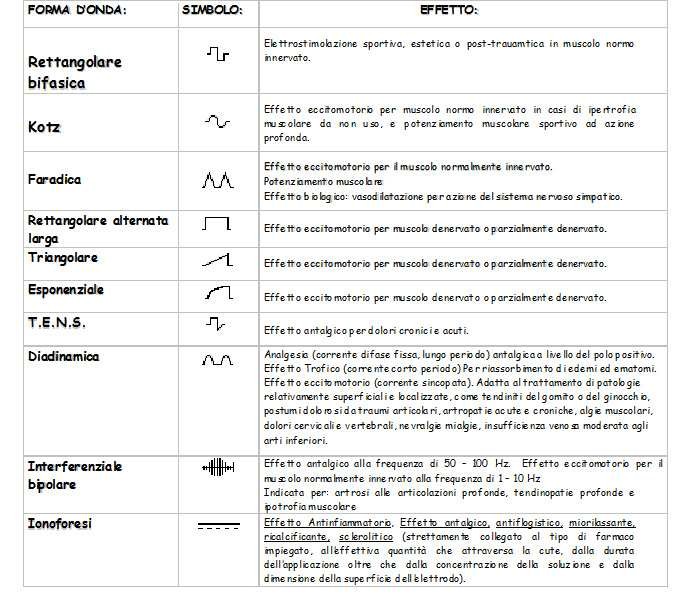 FORMA D'ONDA: SIMBOLO: EFFETTO:
Rettangolare
bifasica
Elettrostimolazione sportiva, estetica o post-trauamtica in muscolo normo
innervato.
Kotz
Effetto eccitomotorio per muscolo normo innervato in casi di ipertrofia
muscolare da non uso, e potenziamento muscolare sportivo ad azione
profonda.
Faradica
Effetto eccitomotorio per il muscolo normalmente innervato.
Potenziamento muscolare
Effetto biologico: vasodilatazione per azione del sistema nervoso simpatico.
Rettangolare alternata
larga
Effetto eccitomotorio per muscolo denervato o parzialmente denervato.
Triangolare
Effetto eccitomotorio per muscolo denervato o parzialmente denervato.
Esponenziale
Effetto eccitomotorio per muscolo denervato o parzialmente denervato.
T.E.N.S.
Effetto antalgico per dolori cronici e acuti.
Diadinamica
Analgesia (corrente difase fissa, lungo periodo) antalgica a livello del polo positivo.
Effetto Trofico (corrente corto periodo) Per riassorbimento di edemi ed ematomi.
Effetto eccitomotorio (corrente sincopata). Adatta al trattamento di patologie
relativamente superficiali e localizzate, come tendiniti del gomito o del ginocchio,
postumi dolorosi da traumi articolari, artropatie acute e croniche, algie muscolari,
dolori cervicali e vertebrali, nevralgie mialgie, insufficienza venosa moderata agli
arti inferiori.
Interferenziale
bipolare
Effetto antalgico alla frequenza di 50 - 100 Hz. Effetto eccitomotorio per il
muscolo normalmente innervato alla frequenza di 1- 10 Hz
Indicata per: artrosi alle articolazioni profonde, tendinopatie profonde e
ipotrofia muscolare
Ionoforesi
Effetto Antinfiammatorio, Effetto antalgico, antiflogistico, miorilassante,
ricalcificante, sclerolitico (strettamente collegato al tipo di farmaco
impiegato, all'effettiva quantità che attraversa la cute, dalla durata
dell'applicazione oltre che dalla concentrazione della soluzione e dalla
dimensione della superficie dell'elettrodo).